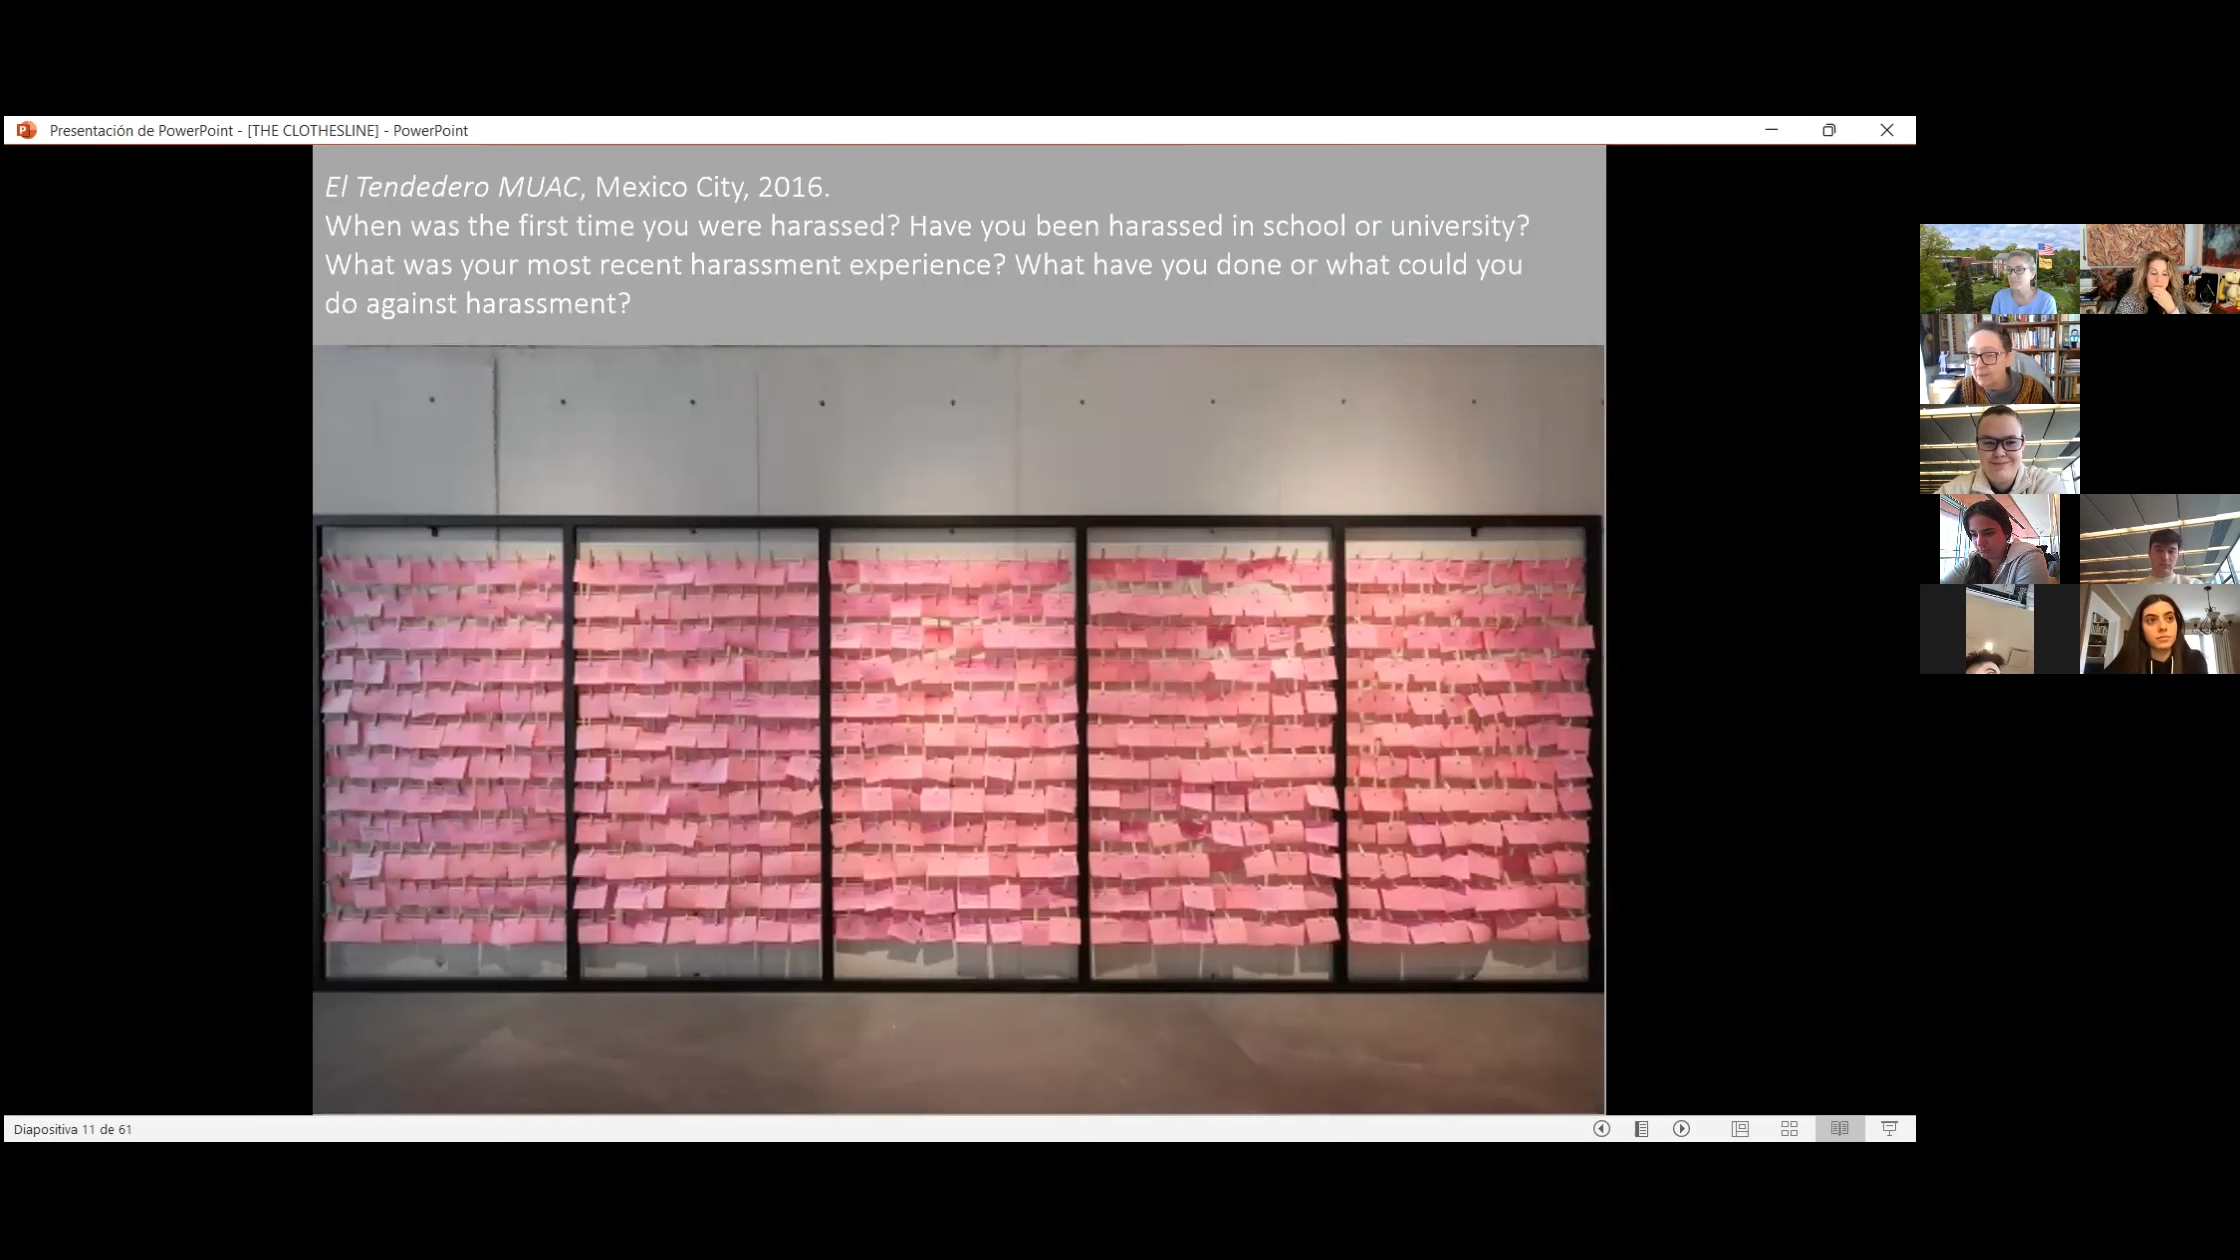 Presentación de PowerPoint - [THE CLOTHESLINE] - PowerPoint
El Tendedero MUAC, Mexico City, 2016.
When was the first time you were harassed? Have you been harassed in school or university?
What was your most recent harassment experience? What have you done or what could you
do against harassment?
Diapositiva 11 de 61